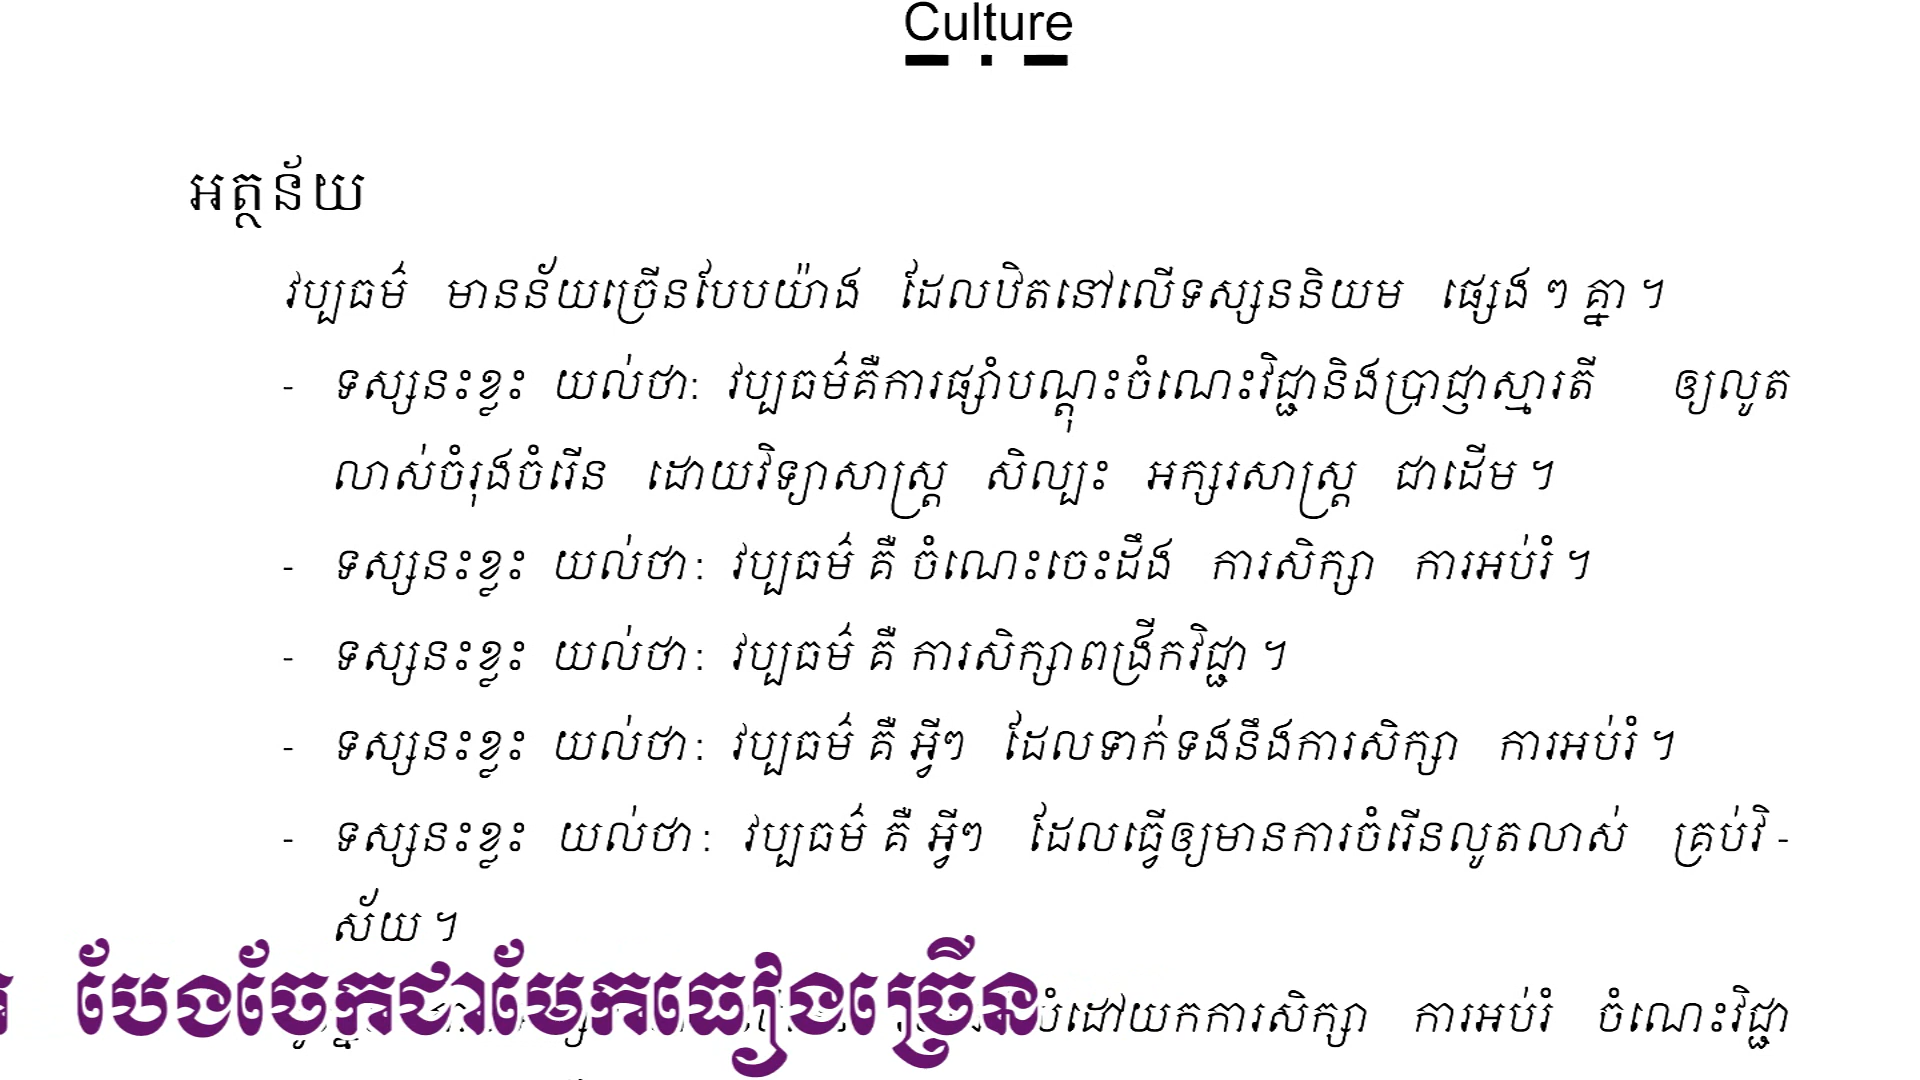 Culture
អត្ថន័យ
វប្បធម៌ មានន័យច្រើនបែបយ៉ាង ដែលឋិតនៅលើទស្សននិយម ផ្សេង ៗ គ្នា ។
- ទស្សនះខ្លះ យល់ថា: វប្បធម៌គឺការផ្សាំបណ្ដុះចំណេះវិជ្ជានិងប្រាជ្ញាស្មារតី ឲ្យលូត
លាស់ចំរុងចំរើន ដោយវិទ្យាសាស្ត្រ សិល្បះ អក្សរសាស្ត្រ ជាដើម ។
- ទស្សនះខ្លះ យល់ថា : វប្បធម៌ គឺ ចំណេះចេះដឹង ការសិក្សា ការអប់រំ ។
- ទស្សនះខ្លះ យល់ថា : វប្បធម៌ គឺ ការសិក្សាពង្រីកវិជ្ជា ។
- ទស្សនះខ្លះ យល់ថា : វប្បធម៌ គឺ អ្វីៗ ដែលទាក់ទងនឹងការសិក្សា ការអប់រំ ។
- ទស្សនះខ្លះ យល់ថា : វប្បធម៌ គឺ អ្វីៗ ដែលធ្វើឲ្យមានការចំរើនលូតលាស់ គ្រប់វិ -
ស័យ ។
បែងចែកជាមែកធៀងច្រើន
ដៅយកការសិក្សា ការអប់រំ ចំណេះវិជ្ជា